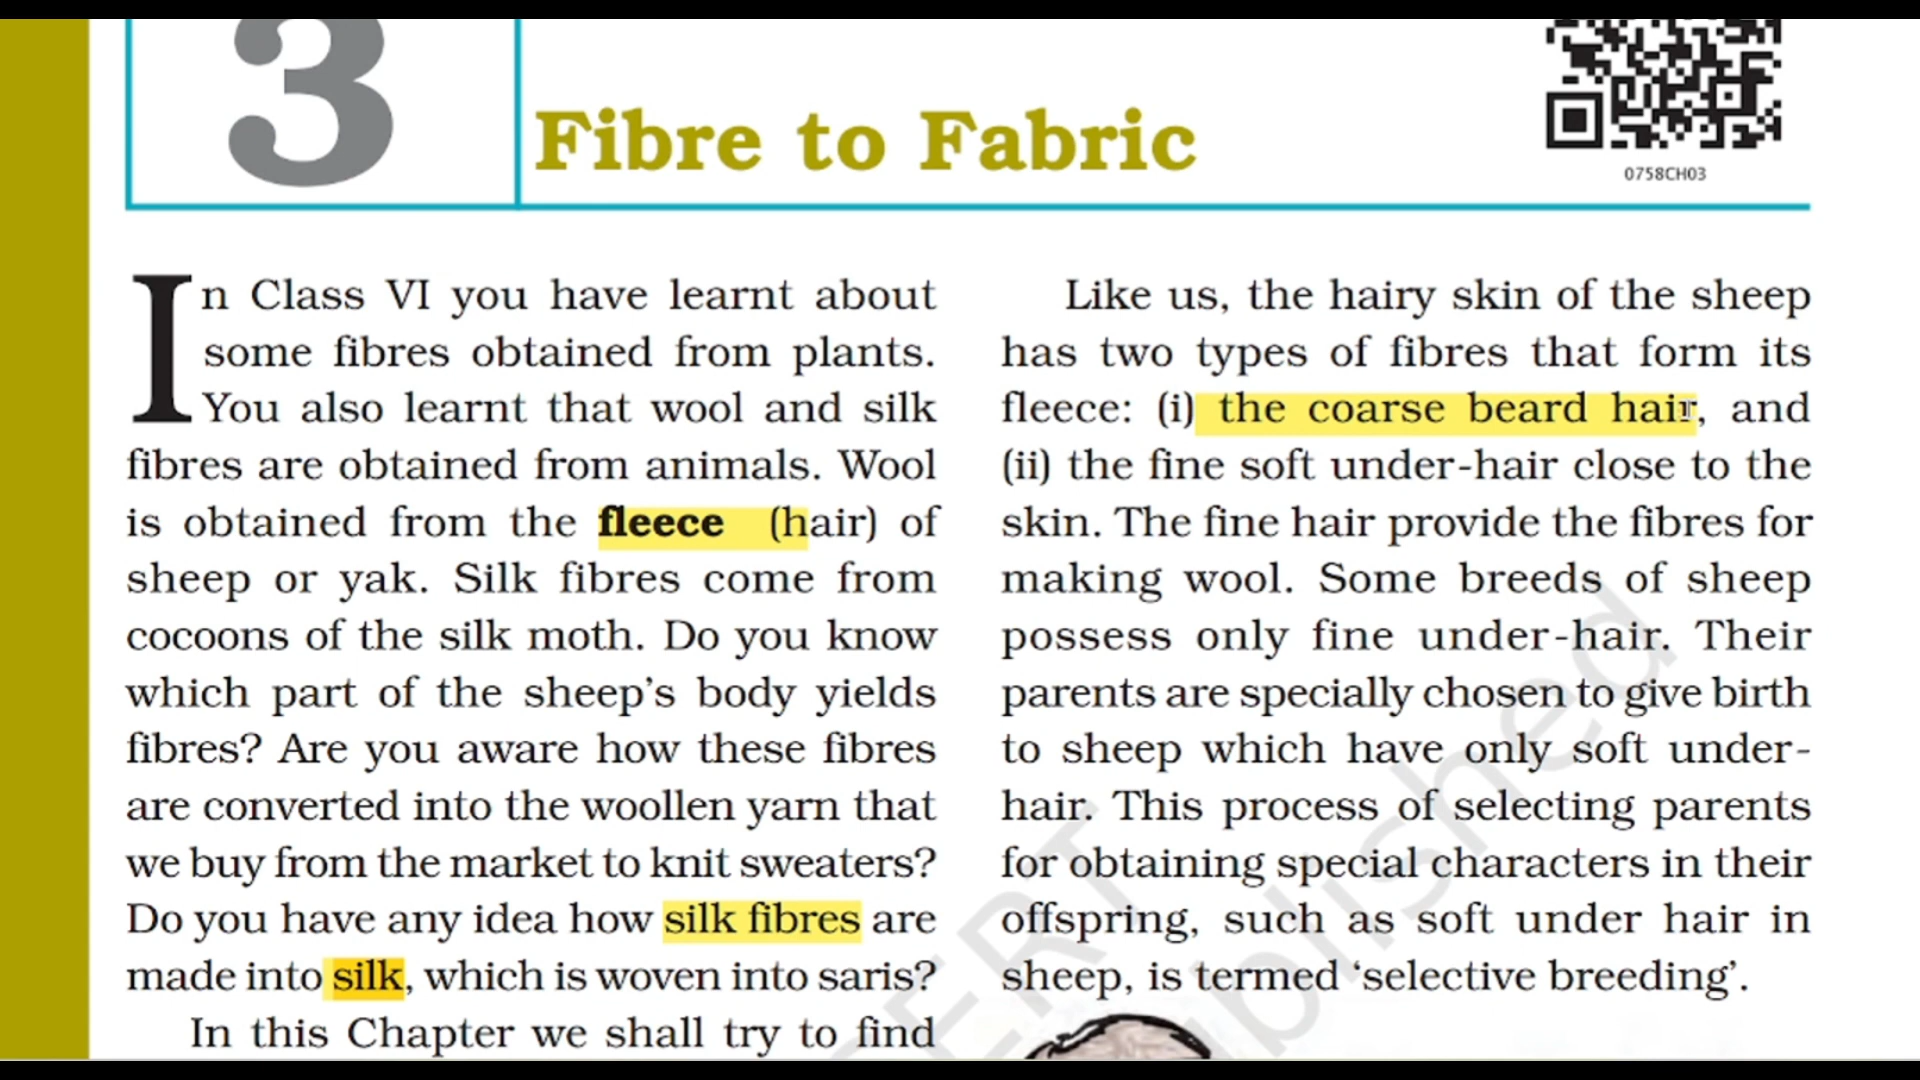 3
Fibre to Fabric
0758CH03
In Class VI you have learnt about
some fibres obtained from plants.
You also learnt that wool and silk
fibres are obtained from animals. Wool
is obtained from the fleece (hair) of
sheep or yak. Silk fibres come from
cocoons of the silk moth. Do you know
which part of the sheep's body yields
fibres? Are you aware how these fibres
are converted into the woollen yarn that
we buy from the market to knit sweaters?
Do you have any idea how silk fibres are
made into silk, which is woven into saris?
In this Chapter we shall try to find
Like us, the hairy skin of the sheep
has two types of fibres that form its
fleece: (i) the coarse beard hair, and
(ii) the fine soft under-hair close to the
skin. The fine hair provide the fibres for
making wool. Some breeds of sheep
possess only fine under-hair. Their
parents are specially chosen to give birth
to sheep which have only soft under-
hair. This process of selecting parents
for obtaining special characters in their
offspring, such as soft under hair in
sheep, is termed ‘selective breeding’.